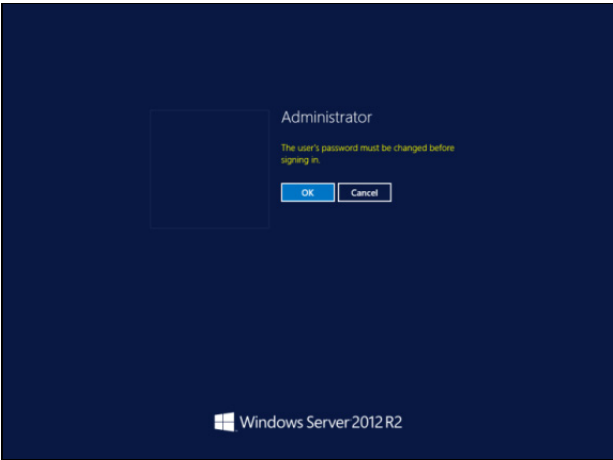 Administrator
The user's password must be changed before
signing in.
OK Cancel
Windows Server 2012 R2